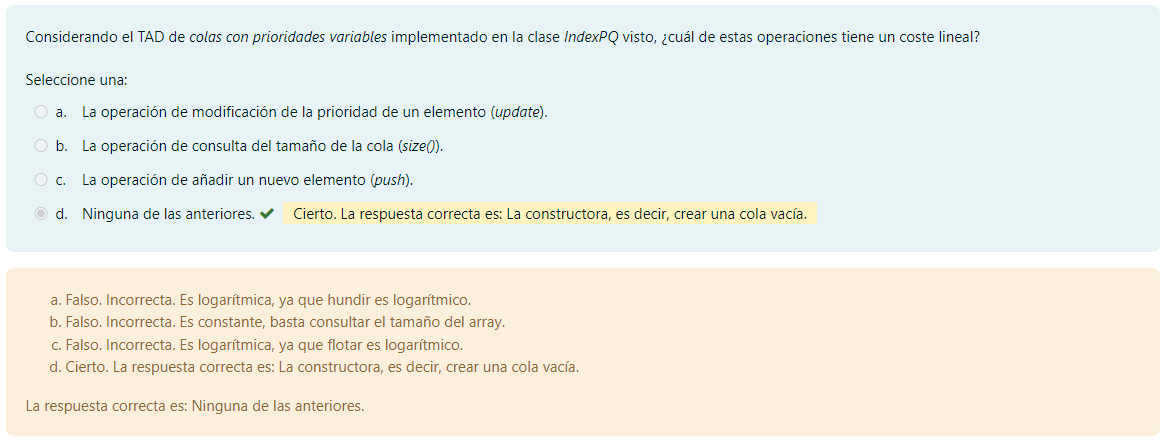 Considerando el TAD de colas con prioridades variables implementado en la clase IndexPQ visto, ¿cuál de estas operaciones tiene un coste lineal?
Seleccione una:
a. La operación de modificación de la prioridad de un elemento (update).
b. La operación de consulta del tamaño de la cola (size()).
c. La operación de añadir un nuevo elemento (push).
d. Ninguna de las anteriores. ✔ Cierto. La respuesta correcta es: La constructora, es decir, crear una cola vacía.
a. Falso. Incorrecta. Es logarítmica, ya que hundir es logarítmico.
b. Falso. Incorrecta. Es constante, basta consultar el tamaño del array.
c. Falso. Incorrecta. Es logarítmica, ya que flotar es logarítmico.
d. Cierto. La respuesta correcta es: La constructora, es decir, crear una cola vacía.
La respuesta correcta es: Ninguna de las anteriores.